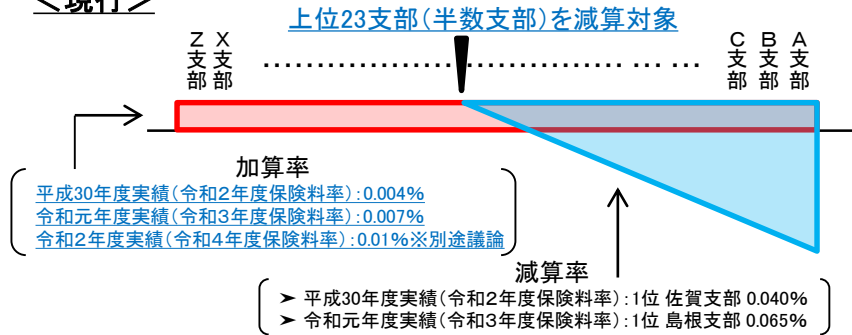 <現行>
上位23支部(半数支部)を減算対象
Z支部
X支部
C支部
B支部
A支部
加算率
平成30年度実績(令和2年度保険料率):0.004%
令和元年度実績(令和3年度保険料率):0.007%
令和2年度実績(令和4年度保険料率):0.01%※別途議論
減算率
➤ 平成30年度実績(令和2年度保険料率):1位 佐賀支部 0.040%
➤ 令和元年度実績(令和3年度保険料率):1位 島根支部 0.065%